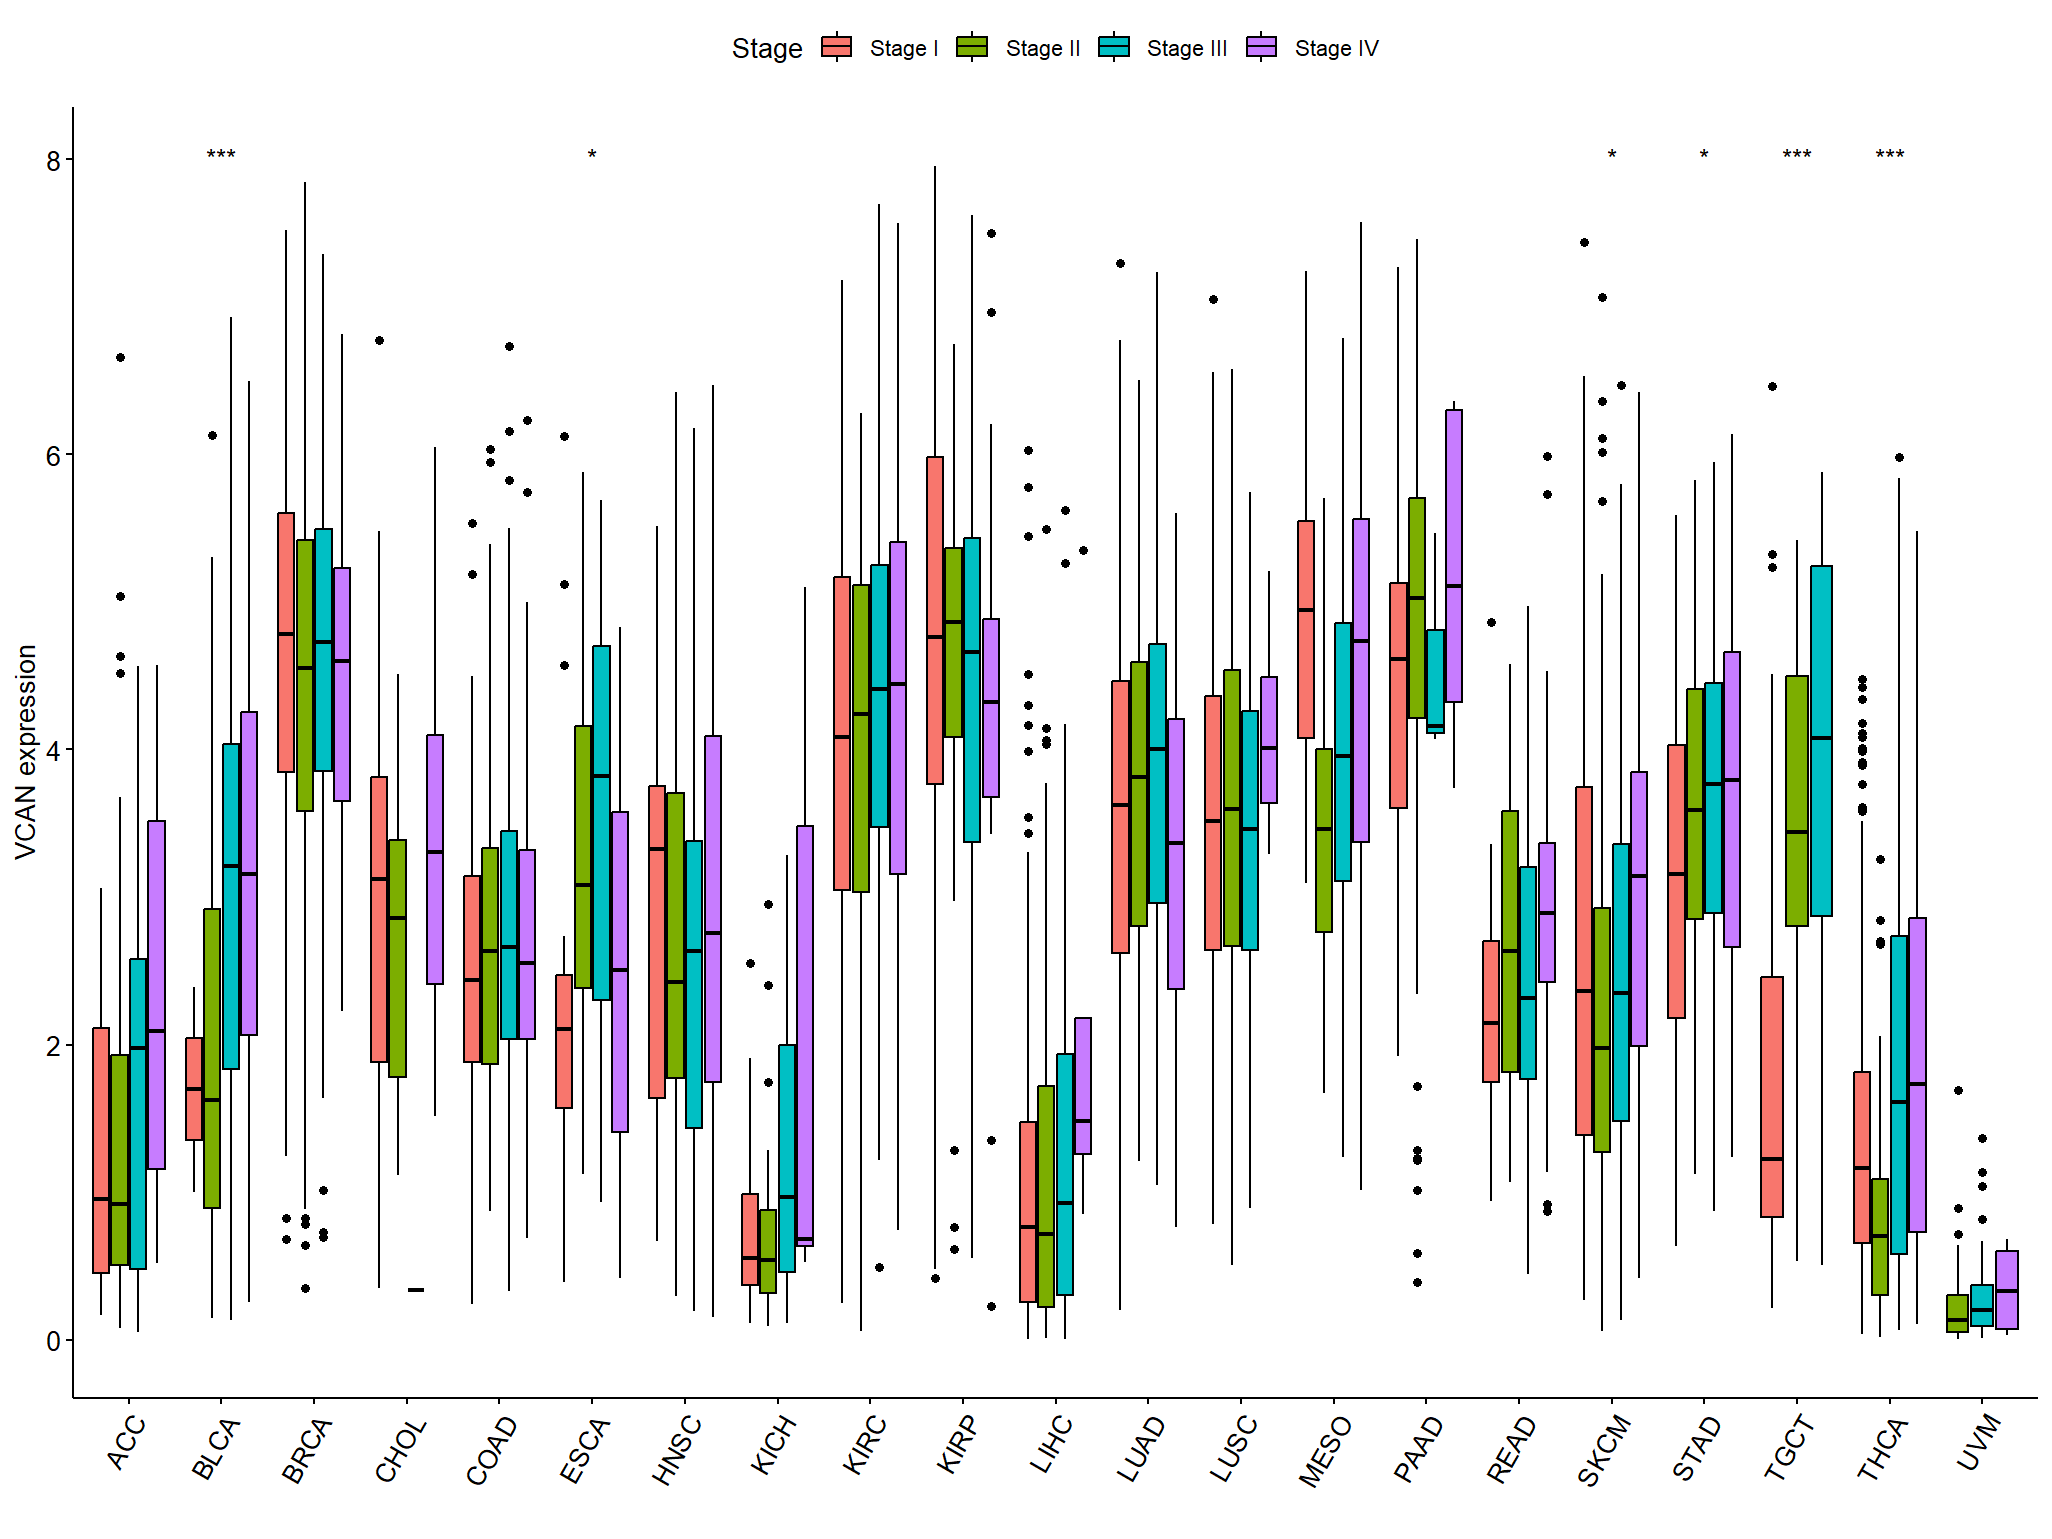 Stage Stage I Stage II Stage III Stage IV
*** * * * *** ***
8
6
4
2
0
VCAN expression
ACC BLCA BRCA CHOL COAD ESCA HNSC KICH KIRC KIRP LIHC LUAD LUSC MESO PAAD READ SKCM STAD TGCT THCA UVM